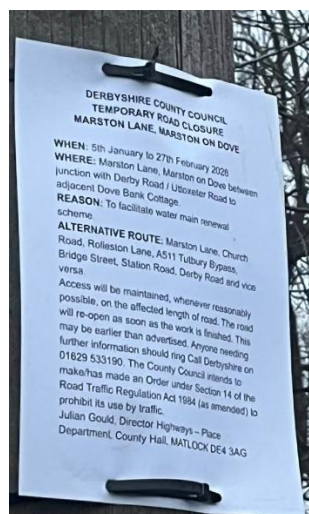 DERBYSHIRE COUNTY COUNCIL
TEMPORARY ROAD CLOSURE
MARSTON LANE, MARSTON ON DOVE
WHEN: 5th January to 27th February 2026
WHERE: Marston Lane, Marston on Dove between
junction with Derby Road / Uttoxeter Road to
adjacent Dove Bank Cottage.
REASON: To facilitate water main renewal
scheme.
ALTERNATIVE ROUTE: Marston Lane, Church
Road, Rolleston Lane, A511 Tutbury Bypass,
Bridge Street, Station Road, Derby Road and vice
versa.
Access will be maintained, whenever reasonably
possible, on the affected length of road. The road
will re-open as soon as the work is finished. This
may be earlier than advertised. Anyone needing
further information should ring Call Derbyshire on
01629 533190. The County Council intends to
make/has made an Order under Section 14 of the
Road Traffic Regulation Act 1984 (as amended) to
prohibit its use by traffic.
Julian Gould, Director Highways – Place
Department, County Hall, MATLOCK DE4 3AG